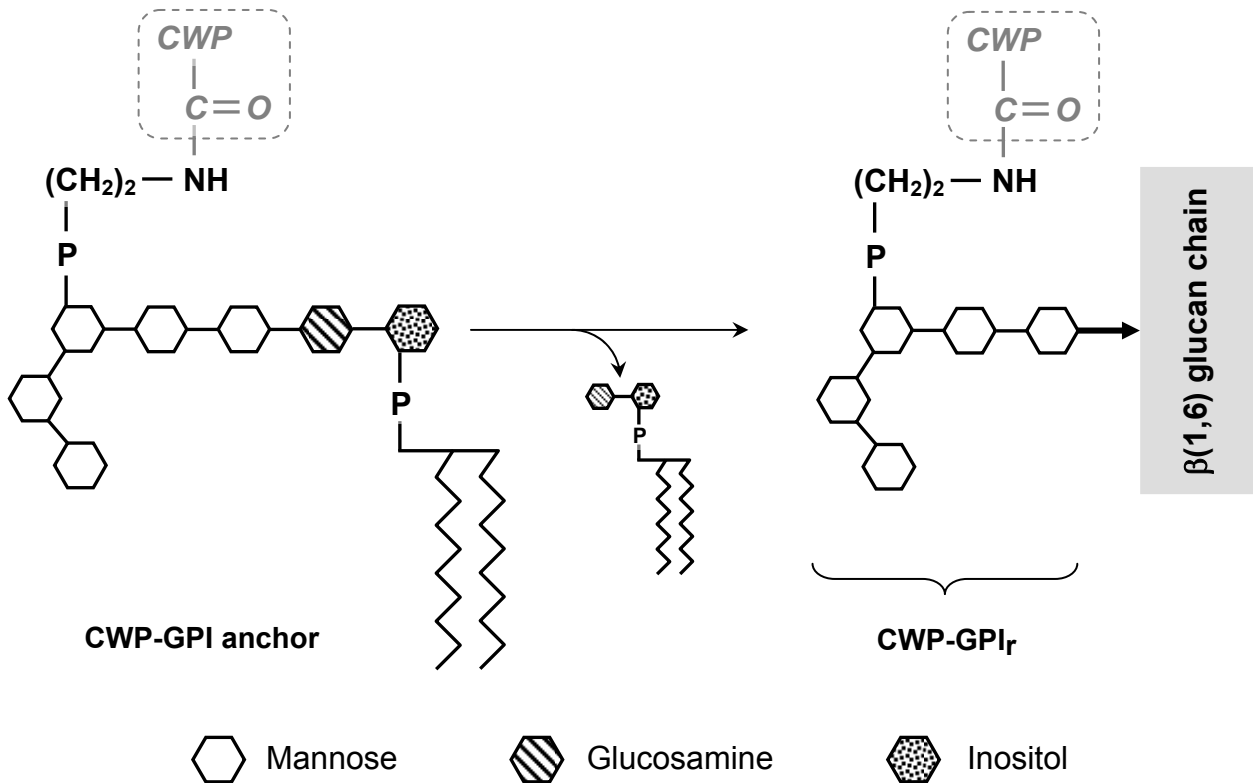 CWP
C=O
(CH₂)₂—NH
P
P
CWP-GPI anchor
P
CWP
C=O
(CH₂)₂—NH
P
β(1,6) glucan chain
CWP-GPIr
Mannose
Glucosamine
Inositol